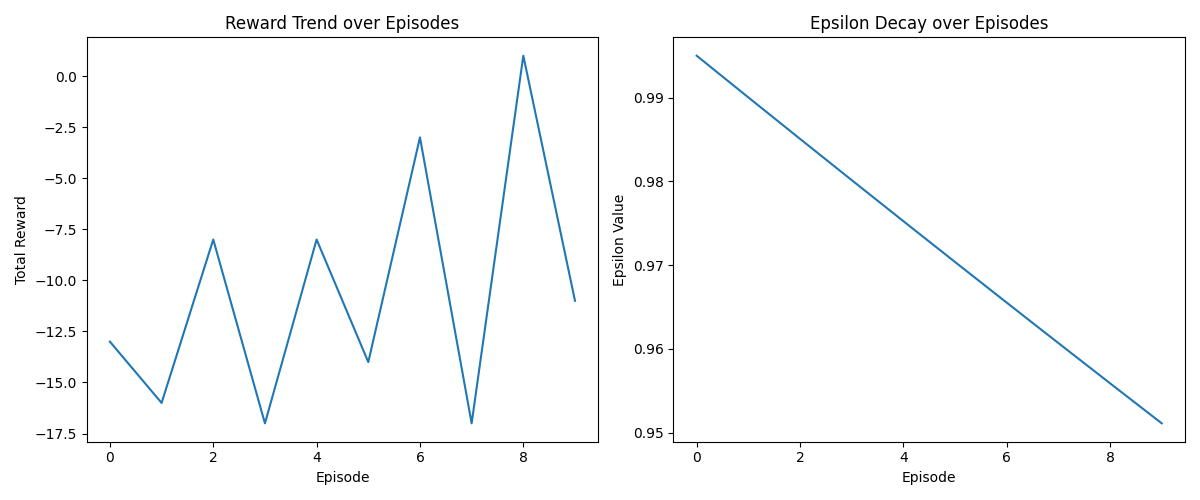 Reward Trend over Episodes
Total Reward
0.0
−2.5
−5.0
−7.5
−10.0
−12.5
−15.0
−17.5
0 2 4 6 8
Episode
Epsilon Decay over Episodes
Epsilon Value
0.99
0.98
0.97
0.96
0.95
0 2 4 6 8
Episode